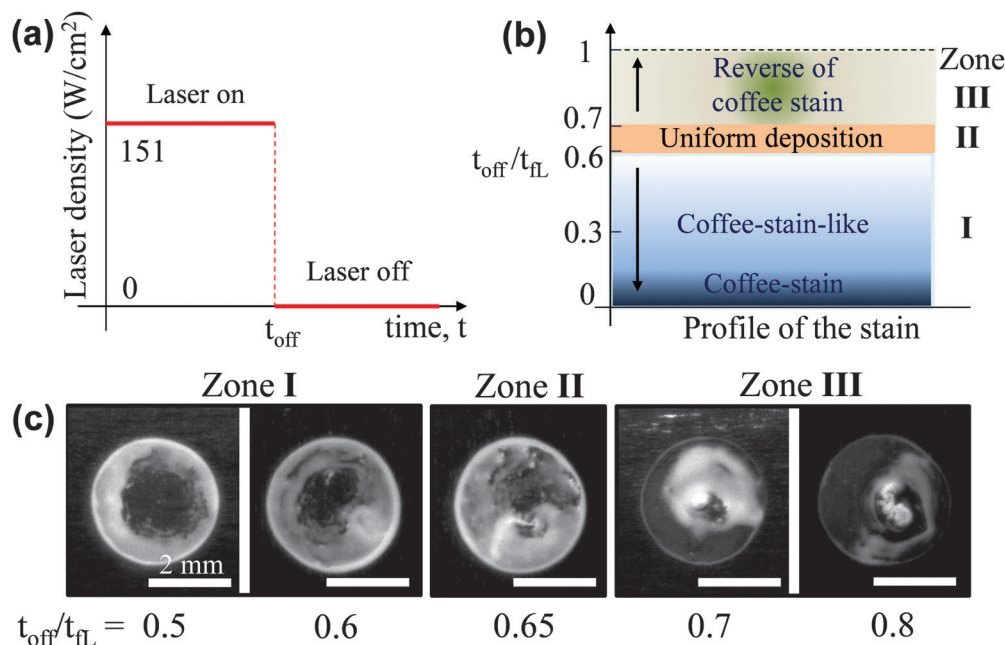 (a)
Laser density (W/cm²)
Laser on
151
0
Laser off
t_off
time, t
(b)
1
Zone
Reverse of
coffee stain
III
0.7
Uniform deposition
II
t_off/t_fL
0.6
Coffee-stain-like
I
0.3
Coffee-stain
0
Profile of the stain
(c)
Zone I
Zone II
Zone III
2 mm
t_off/t_fL = 0.5 0.6 0.65 0.7 0.8